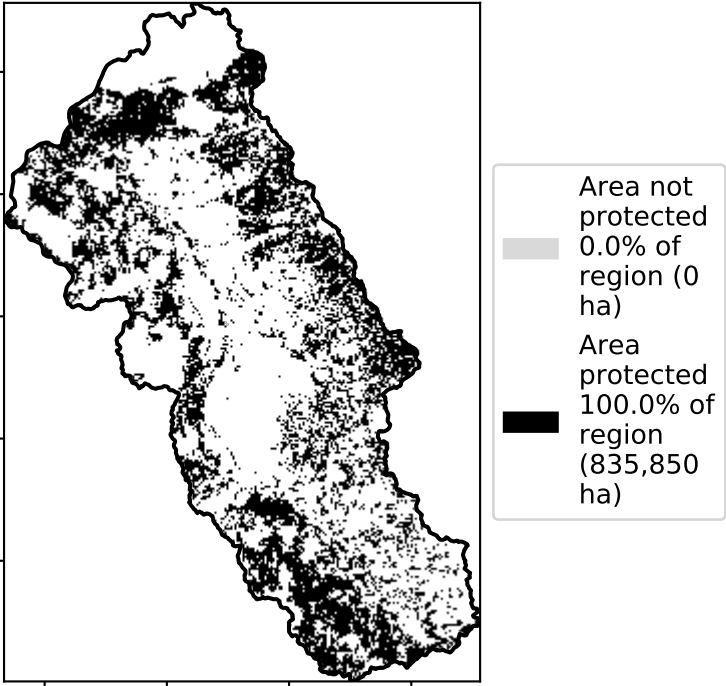 Area not
protected
0.0% of
region (0
ha)
Area
protected
100.0% of
region
(835,850
ha)